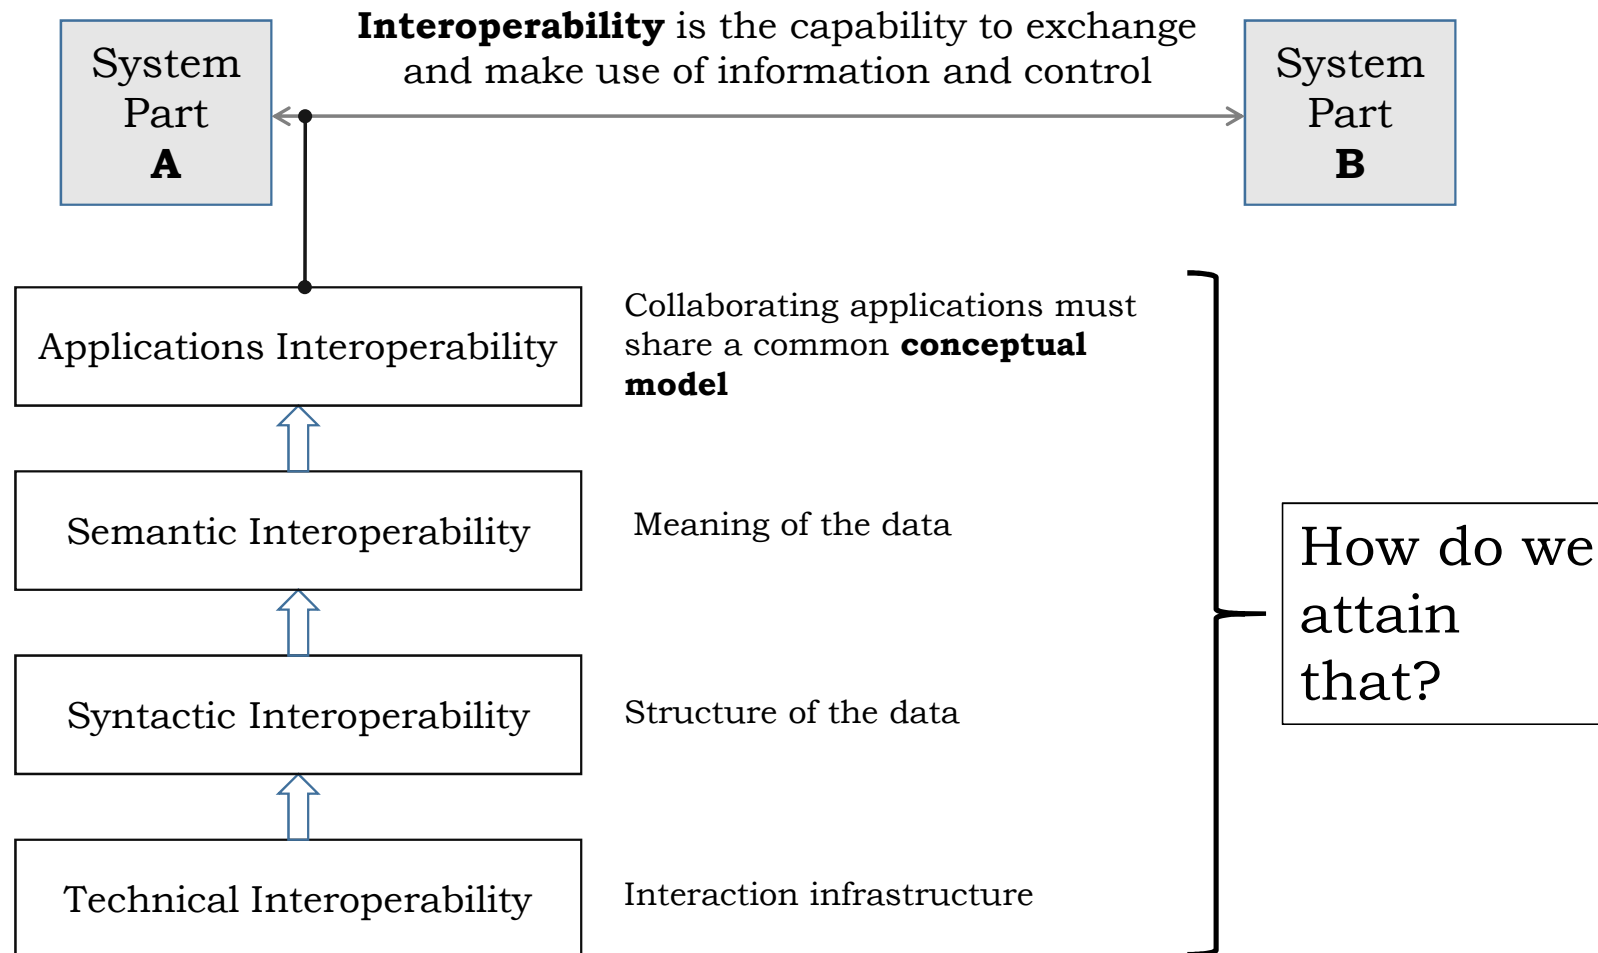 Interoperability is the capability to exchange
and make use of information and control
System
Part
A
System
Part
B
Applications Interoperability
Collaborating applications must
share a common conceptual
model
Semantic Interoperability
Meaning of the data
Syntactic Interoperability
Structure of the data
Technical Interoperability
Interaction infrastructure
How do we
attain
that?